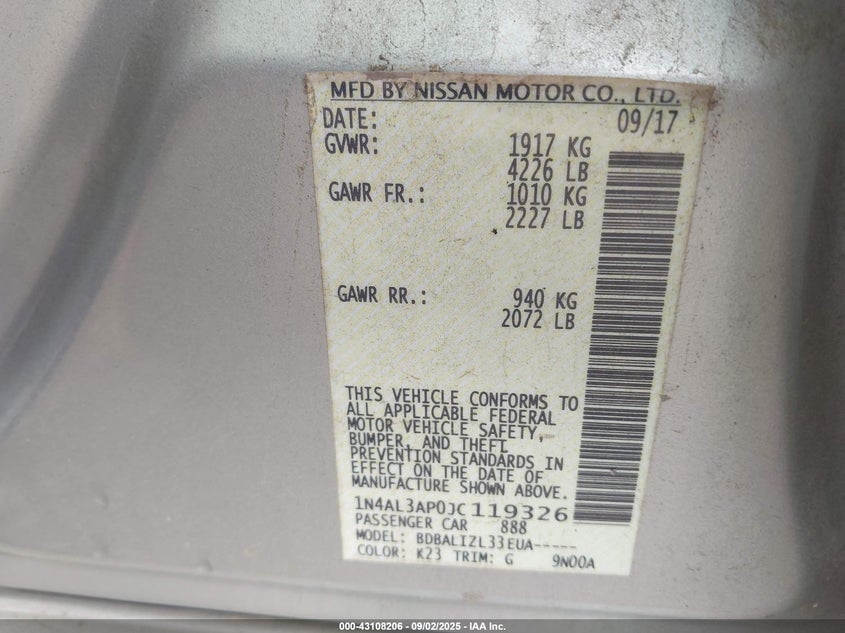 MFD BY NISSAN MOTOR CO., LTD.
DATE: 09/17
GVWR: 1917 KG
4226 LB
GAWR FR.: 1010 KG
2227 LB
GAWR RR.: 940 KG
2072 LB
THIS VEHICLE CONFORMS TO
ALL APPLICABLE FEDERAL
MOTOR VEHICLE SAFETY,
BUMPER, AND THEFT
PREVENTION STANDARDS IN
EFFECT ON THE DATE OF
MANUFACTURE SHOWN ABOVE.
1N4AL3AP0JC119326
PASSENGER CAR 888
MODEL: BDBALIZL33EUA-----
COLOR: K23 TRIM: G 9N00A
000-43108206 - 09/02/2025 - IAA Inc.